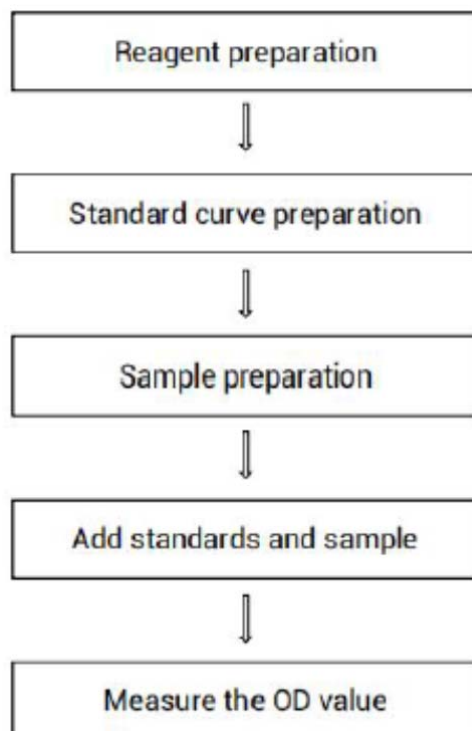 Reagent preparation
Standard curve preparation
Sample preparation
Add standards and sample
Measure the OD value